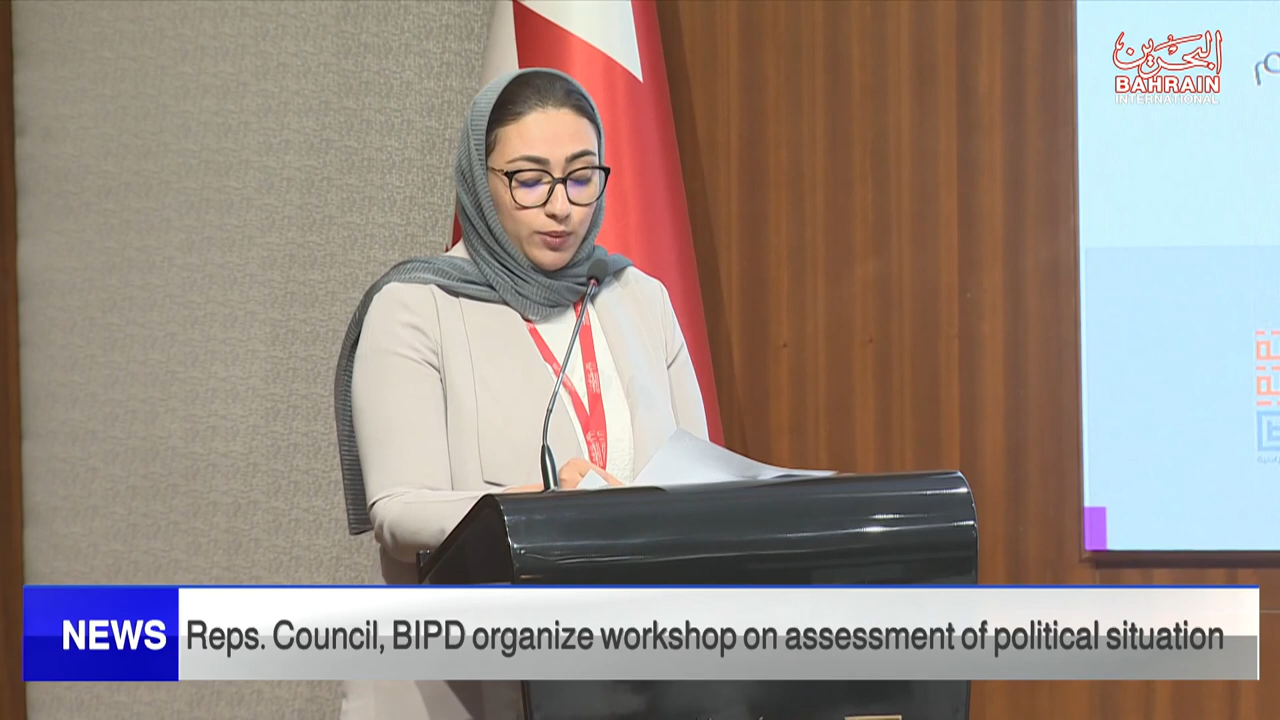 البحرين
BAHRAIN
INTERNATIONAL
NEWS
Reps. Council, BIPD organize workshop on assessment of political situation